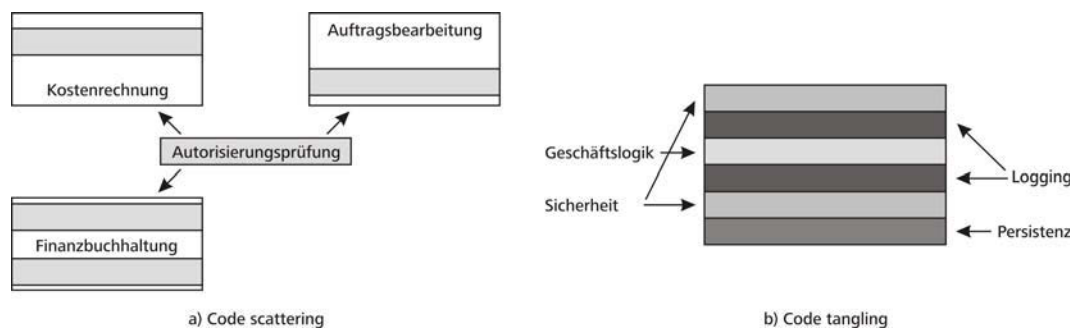 Kostenrechnung
Auftragsbearbeitung
Autorisierungsprüfung
Finanzbuchhaltung
a) Code scattering
Geschäftslogik
Sicherheit
Logging
Persistenz
b) Code tangling